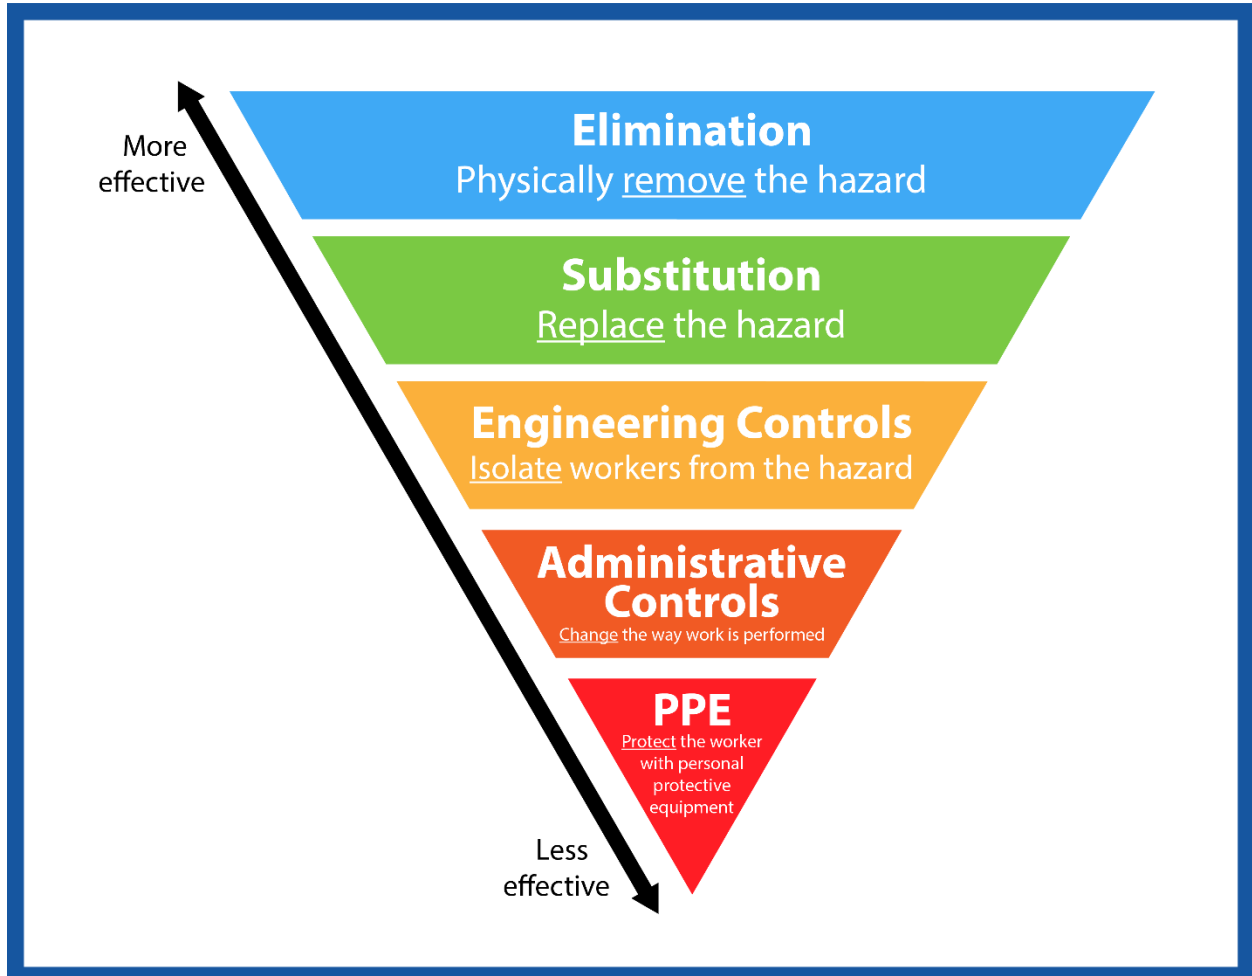 More
effective
Elimination
Physically remove the hazard
Substitution
Replace the hazard
Engineering Controls
Isolate workers from the hazard
Administrative
Controls
Change the way work is performed
PPE
Protect the worker
with personal
protective
equipment
Less
effective